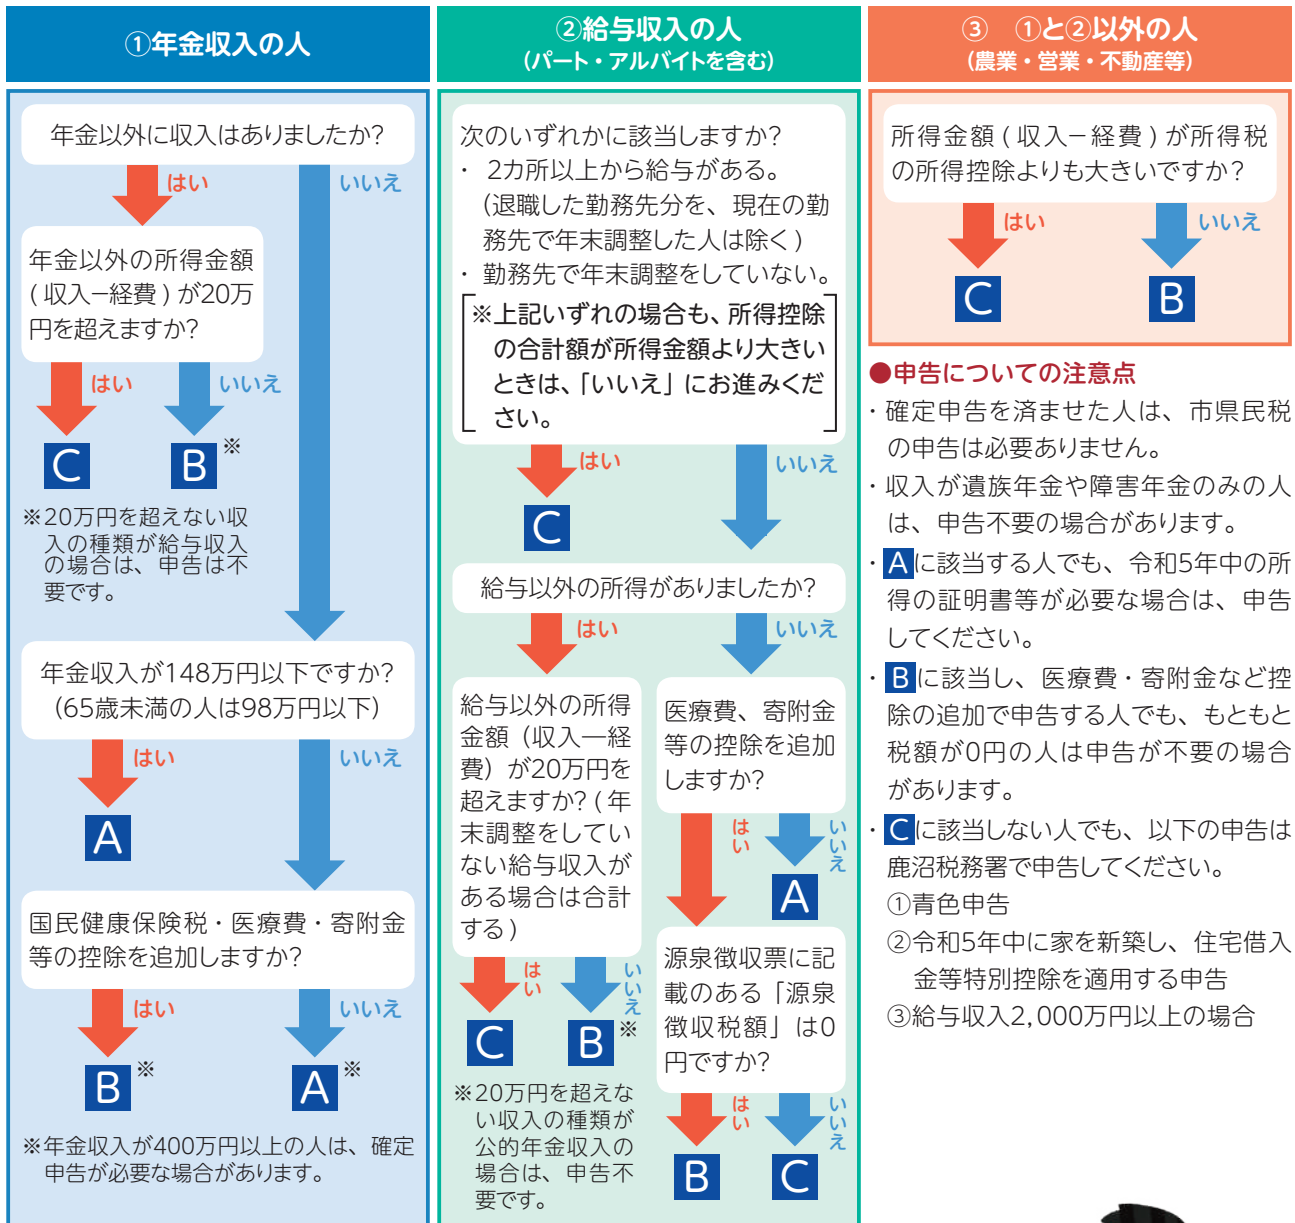 ①年金収入の人
年金以外に収入はありましたか?
はい
いいえ
年金以外の所得金額
(収入−経費)が20万
円を超えますか?
はい
いいえ
C
B※
※20万円を超えない収
入の種類が給与収入
の場合は、申告は不
要です。
年金収入が148万円以下ですか?
(65歳未満の人は98万円以下)
はい
いいえ
A
国民健康保険税・医療費・寄附金
等の控除を追加しますか?
はい
いいえ
B※
A※
※年金収入が400万円以上の人は、確定
申告が必要な場合があります。
②給与収入の人
(パート・アルバイトを含む)
次のいずれかに該当しますか?
・ 2カ所以上から給与がある。
(退職した勤務先分を、現在の勤
務先で年末調整した人は除く)
・ 勤務先で年末調整をしていない。
※上記いずれの場合も、所得控除
の合計額が所得金額より大きい
ときは、「いいえ」にお進みくだ
さい。
はい
いいえ
C
給与以外の所得がありましたか?
はい
いいえ
給与以外の所得
金額(収入―経
費)が20万円を
超えますか?(年
末調整をしてい
ない給与収入が
ある場合は合計
する)
はい
いいえ
C
B※
※20万円を超えな
い収入の種類が
公的年金収入の
場合は、申告不
要です。
医療費、寄附金
等の控除を追加
しますか?
はい
いいえ
A
源泉徴収票に記
載のある「源泉
徴収税額」は0
円ですか?
はい
いいえ
B
C
③ ①と②以外の人
(農業・営業・不動産等)
所得金額(収入−経費)が所得税
の所得控除よりも大きいですか?
はい
いいえ
C
B
●申告についての注意点
・確定申告を済ませた人は、市県民税
の申告は必要ありません。
・収入が遺族年金や障害年金のみの人
は、申告不要の場合があります。
・Aに該当する人でも、令和5年中の所
得の証明書等が必要な場合は、申告
してください。
・Bに該当し、医療費・寄附金など控
除の追加で申告する人でも、もともと
税額が0円の人は申告が不要の場合
があります。
・Cに該当しない人でも、以下の申告は
鹿沼税務署で申告してください。
①青色申告
②令和5年中に家を新築し、住宅借入
金等特別控除を適用する申告
③給与収入2,000万円以上の場合